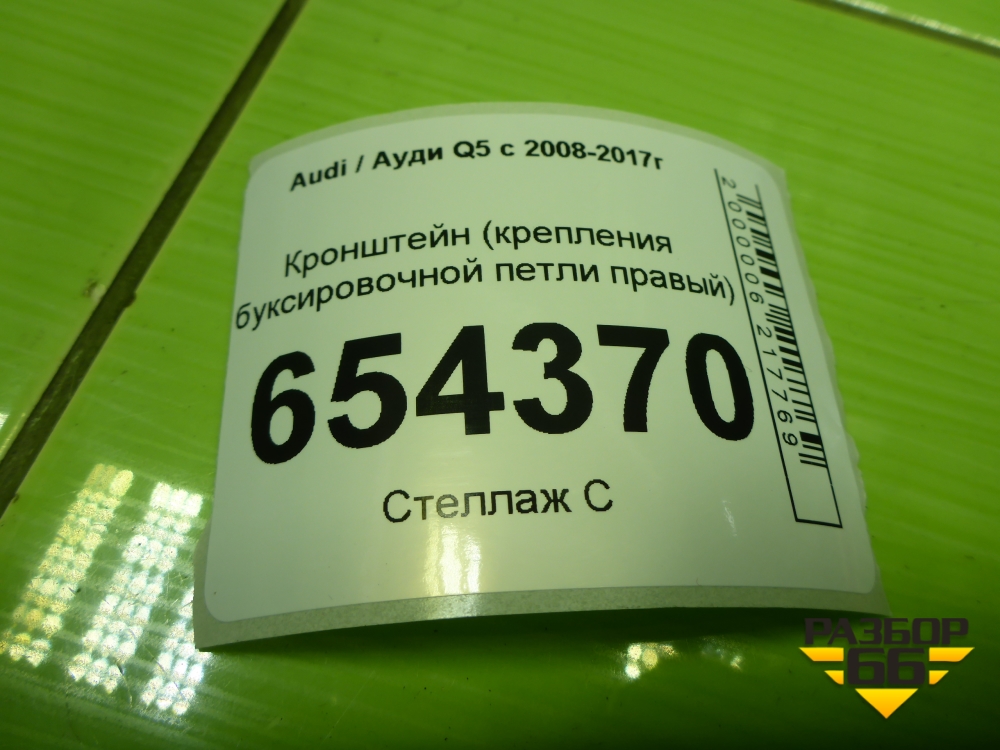 Audi / Ауди Q5 с 2008-2017г
Кронштейн (крепления
буксировочной петли правый)
654370
Стеллаж С
2000006217769
РАЗБОР
66